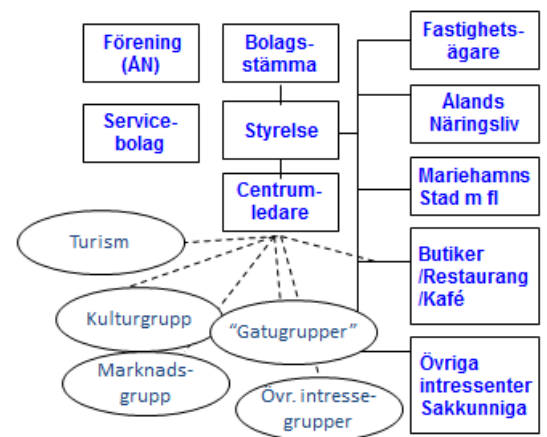 Förening
(ÅN)
Bolags-
stämma
Fastighets-
ägare
Service-
bolag
Styrelse
Ålands
Näringsliv
Centrum-
ledare
Mariehamns
Stad m fl
Turism
Butiker
/Restaurang
/Kafé
Kulturgrupp
"Gatugrupper"
Marknads-
grupp
Övr. intresse-
grupper
Övriga
intressenter
Sakkunniga